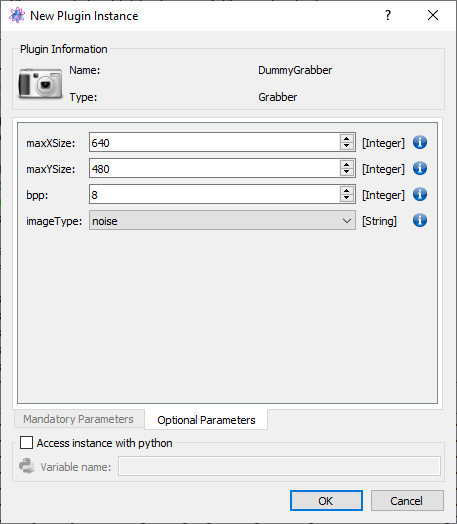 New Plugin Instance
Plugin Information
Name: DummyGrabber
Type: Grabber
maxXSize: 640 [Integer]
maxYSize: 480 [Integer]
bpp: 8 [Integer]
imageType: noise [String]
Mandatory Parameters Optional Parameters
Access instance with python
Variable name:
OK Cancel